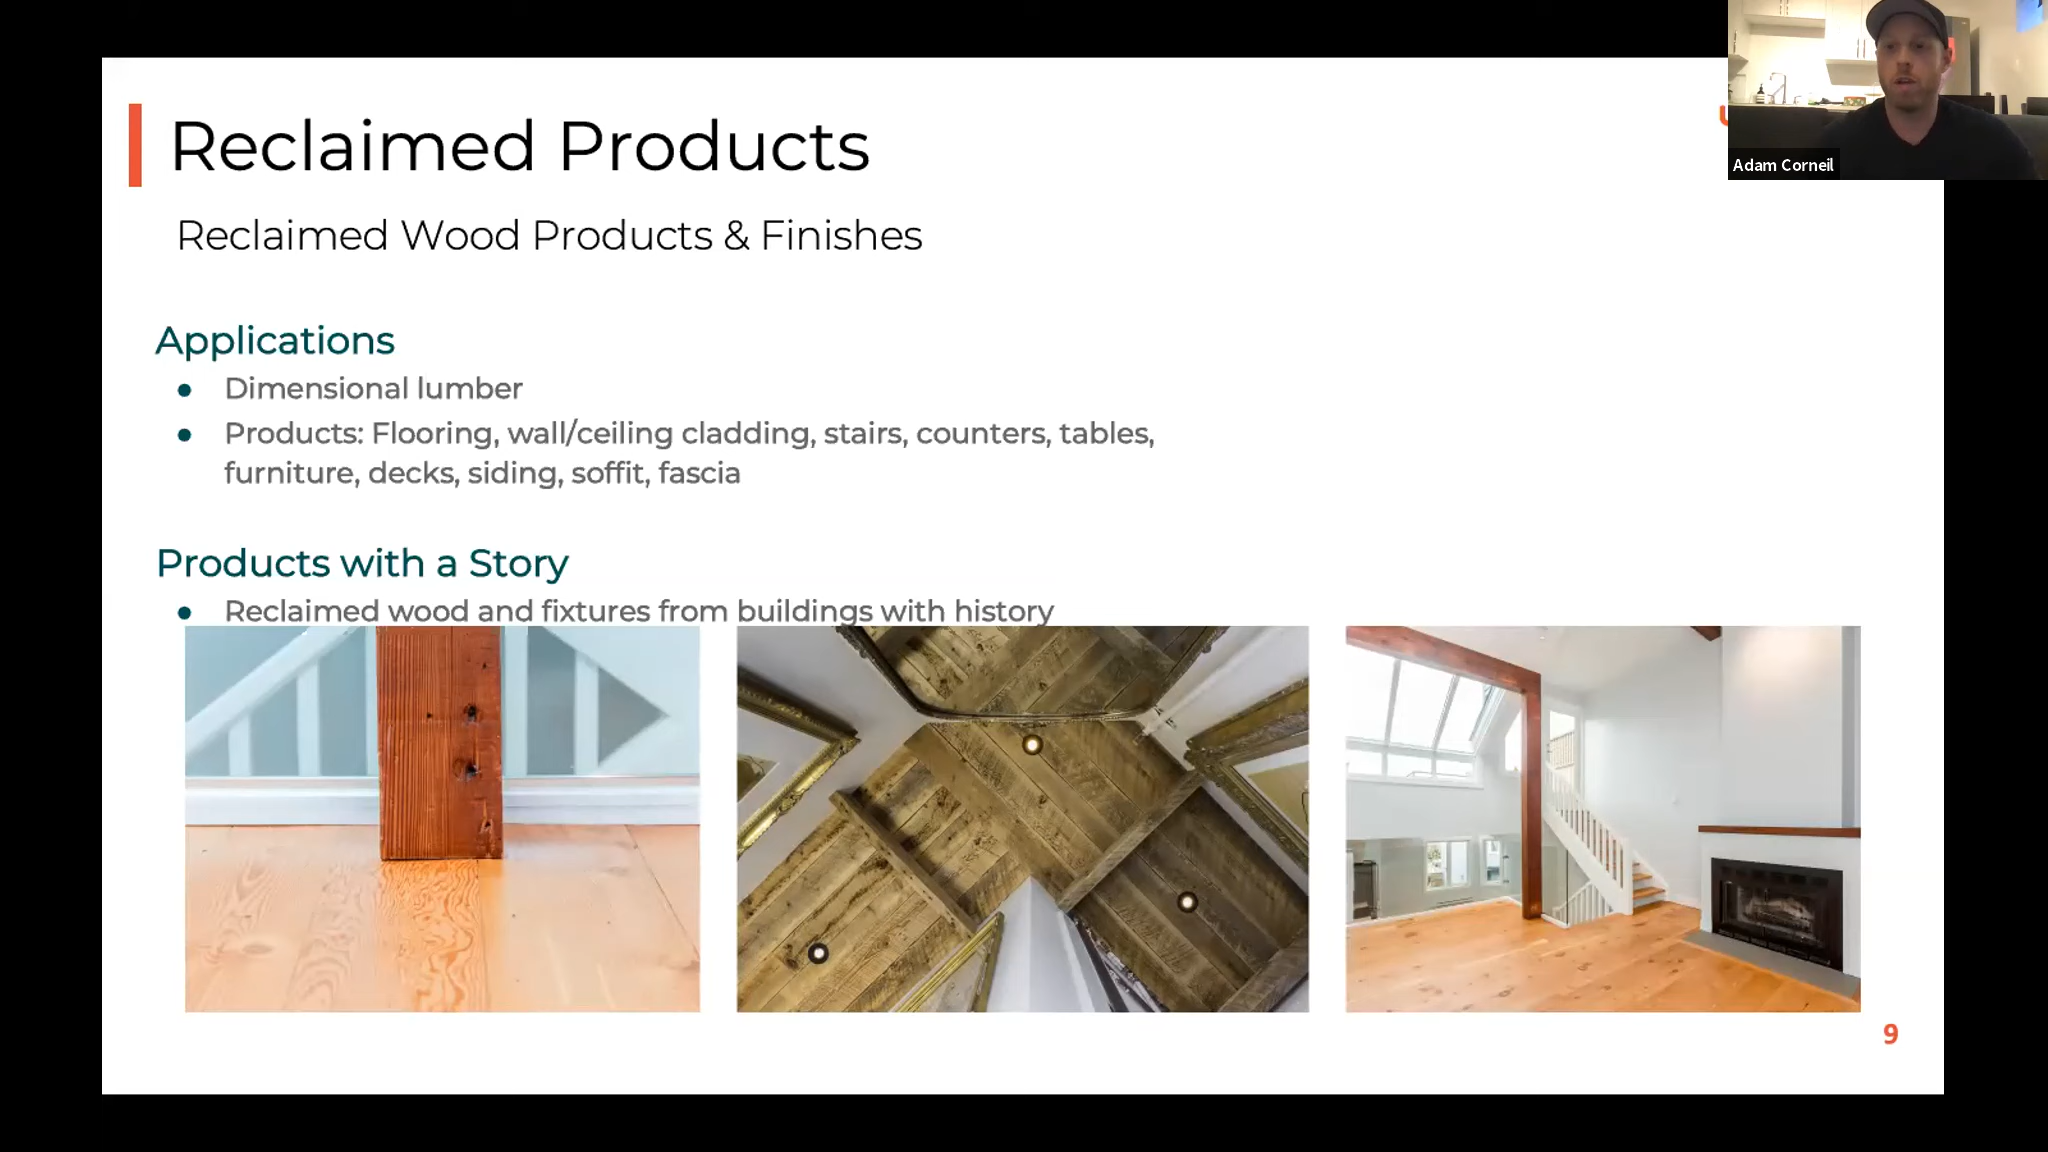 Reclaimed Products
Adam Corneil
Reclaimed Wood Products & Finishes
Applications
● Dimensional lumber
● Products: Flooring, wall/ceiling cladding, stairs, counters, tables,
furniture, decks, siding, soffit, fascia
Products with a Story
● Reclaimed wood and fixtures from buildings with history
9